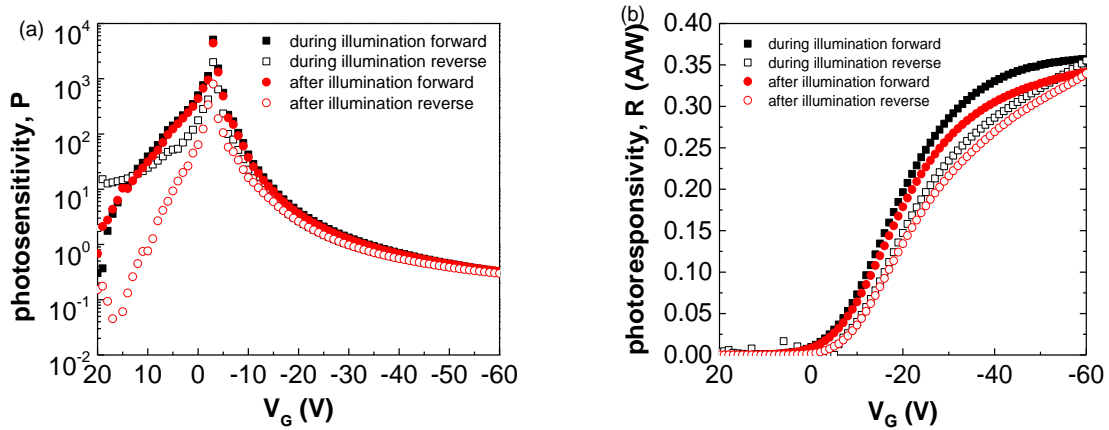 (a)
10^4
10^3
10^2
10^1
10^0
10^-1
10^-2
photosensitivity, P
during illumination forward
during illumination reverse
after illumination forward
after illumination reverse
20 10 0 -10 -20 -30 -40 -50 -60
V_G (V)
(b)
0.40
0.35
0.30
0.25
0.20
0.15
0.10
0.05
0.00
photoresponsivity, R (A/W)
during illumination forward
during illumination reverse
after illumination forward
after illumination reverse
20 0 -20 -40 -60
V_G (V)